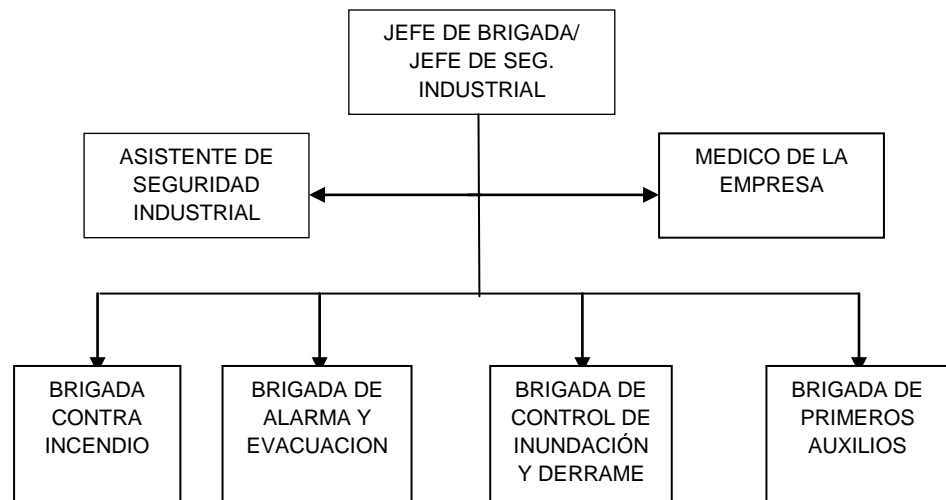 JEFE DE BRIGADA/
JEFE DE SEG.
INDUSTRIAL
ASISTENTE DE
SEGURIDAD
INDUSTRIAL
MEDICO DE LA
EMPRESA
BRIGADA
CONTRA
INCENDIO
BRIGADA DE
ALARMA Y
EVACUACION
BRIGADA DE
CONTROL DE
INUNDACIÓN
Y DERRAME
BRIGADA DE
PRIMEROS
AUXILIOS